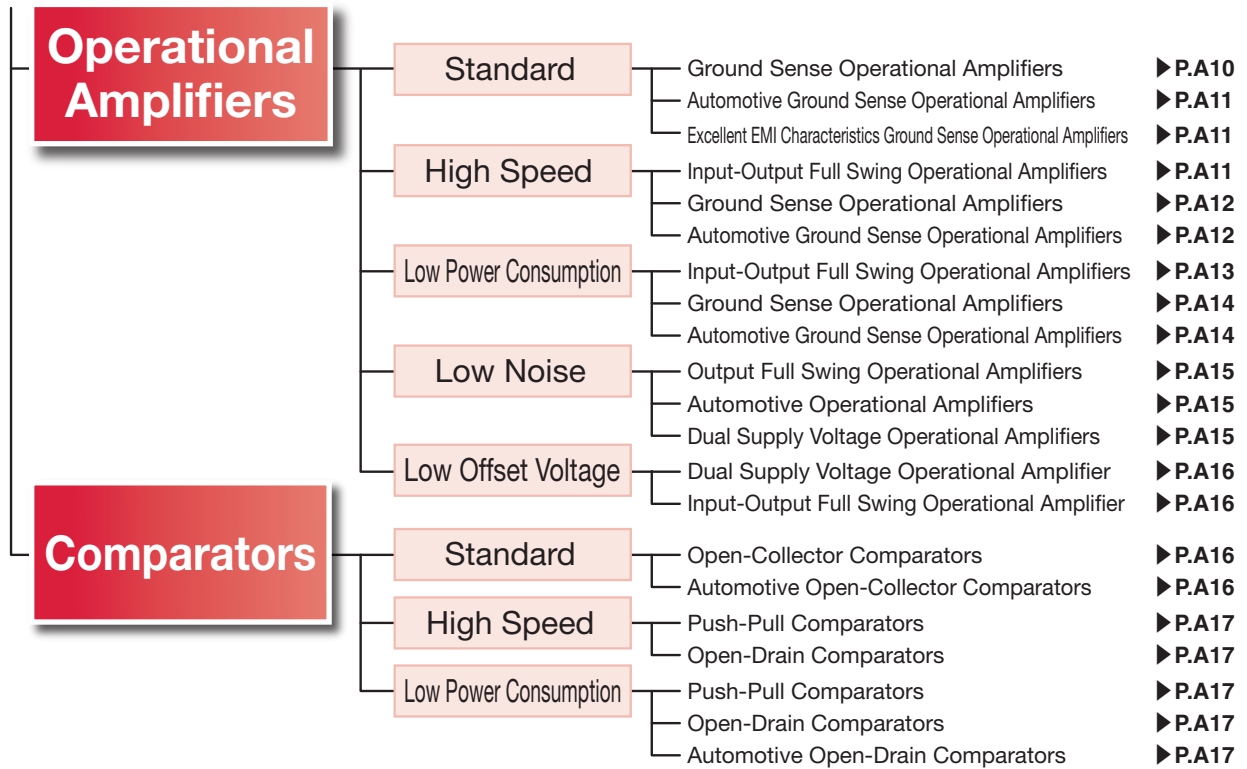 Operational
Amplifiers
Standard
Ground Sense Operational Amplifiers ▶P.A10
Automotive Ground Sense Operational Amplifiers ▶P.A11
Excellent EMI Characteristics Ground Sense Operational Amplifiers ▶P.A11
High Speed
Input-Output Full Swing Operational Amplifiers ▶P.A11
Ground Sense Operational Amplifiers ▶P.A12
Automotive Ground Sense Operational Amplifiers ▶P.A12
Low Power Consumption
Input-Output Full Swing Operational Amplifiers ▶P.A13
Ground Sense Operational Amplifiers ▶P.A14
Automotive Ground Sense Operational Amplifiers ▶P.A14
Low Noise
Output Full Swing Operational Amplifiers ▶P.A15
Automotive Operational Amplifiers ▶P.A15
Dual Supply Voltage Operational Amplifiers ▶P.A15
Low Offset Voltage
Dual Supply Voltage Operational Amplifier ▶P.A16
Input-Output Full Swing Operational Amplifier ▶P.A16
Comparators
Standard
Open-Collector Comparators ▶P.A16
Automotive Open-Collector Comparators ▶P.A16
High Speed
Push-Pull Comparators ▶P.A17
Open-Drain Comparators ▶P.A17
Low Power Consumption
Push-Pull Comparators ▶P.A17
Open-Drain Comparators ▶P.A17
Automotive Open-Drain Comparators ▶P.A17